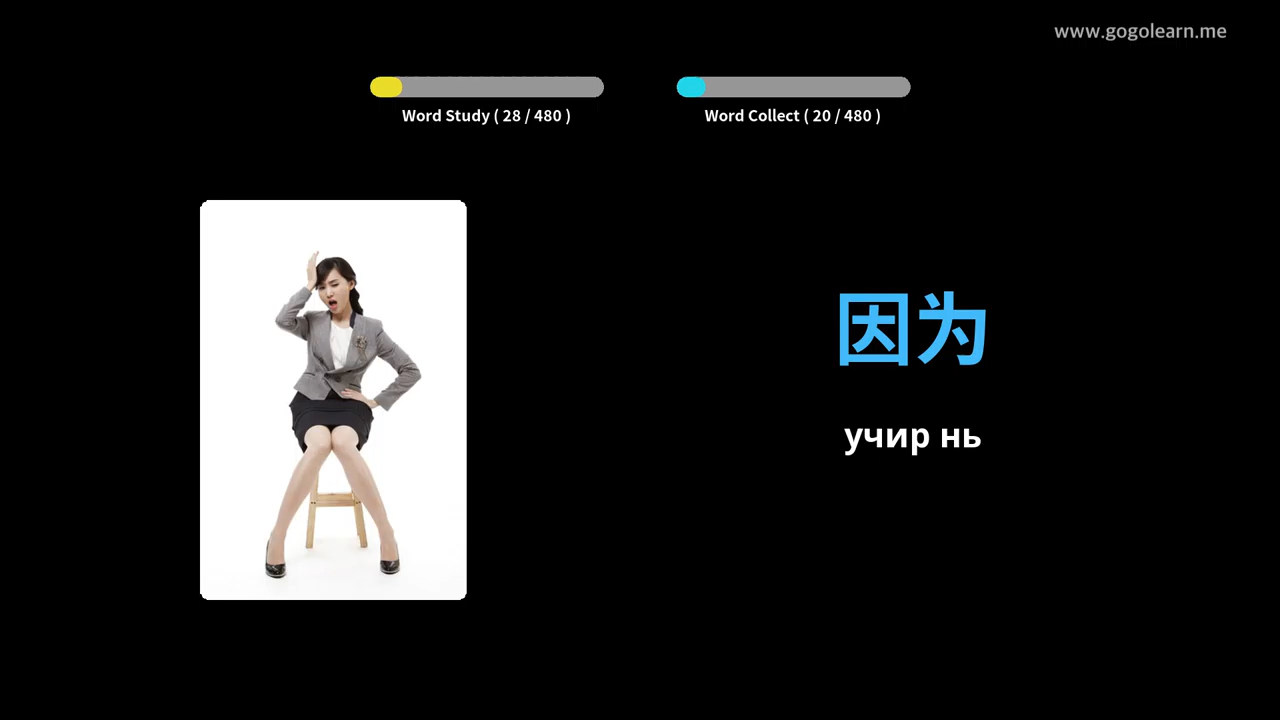 www.gogolearn.me
Word Study ( 28 / 480 )
Word Collect ( 20 / 480 )
因为
учир нь